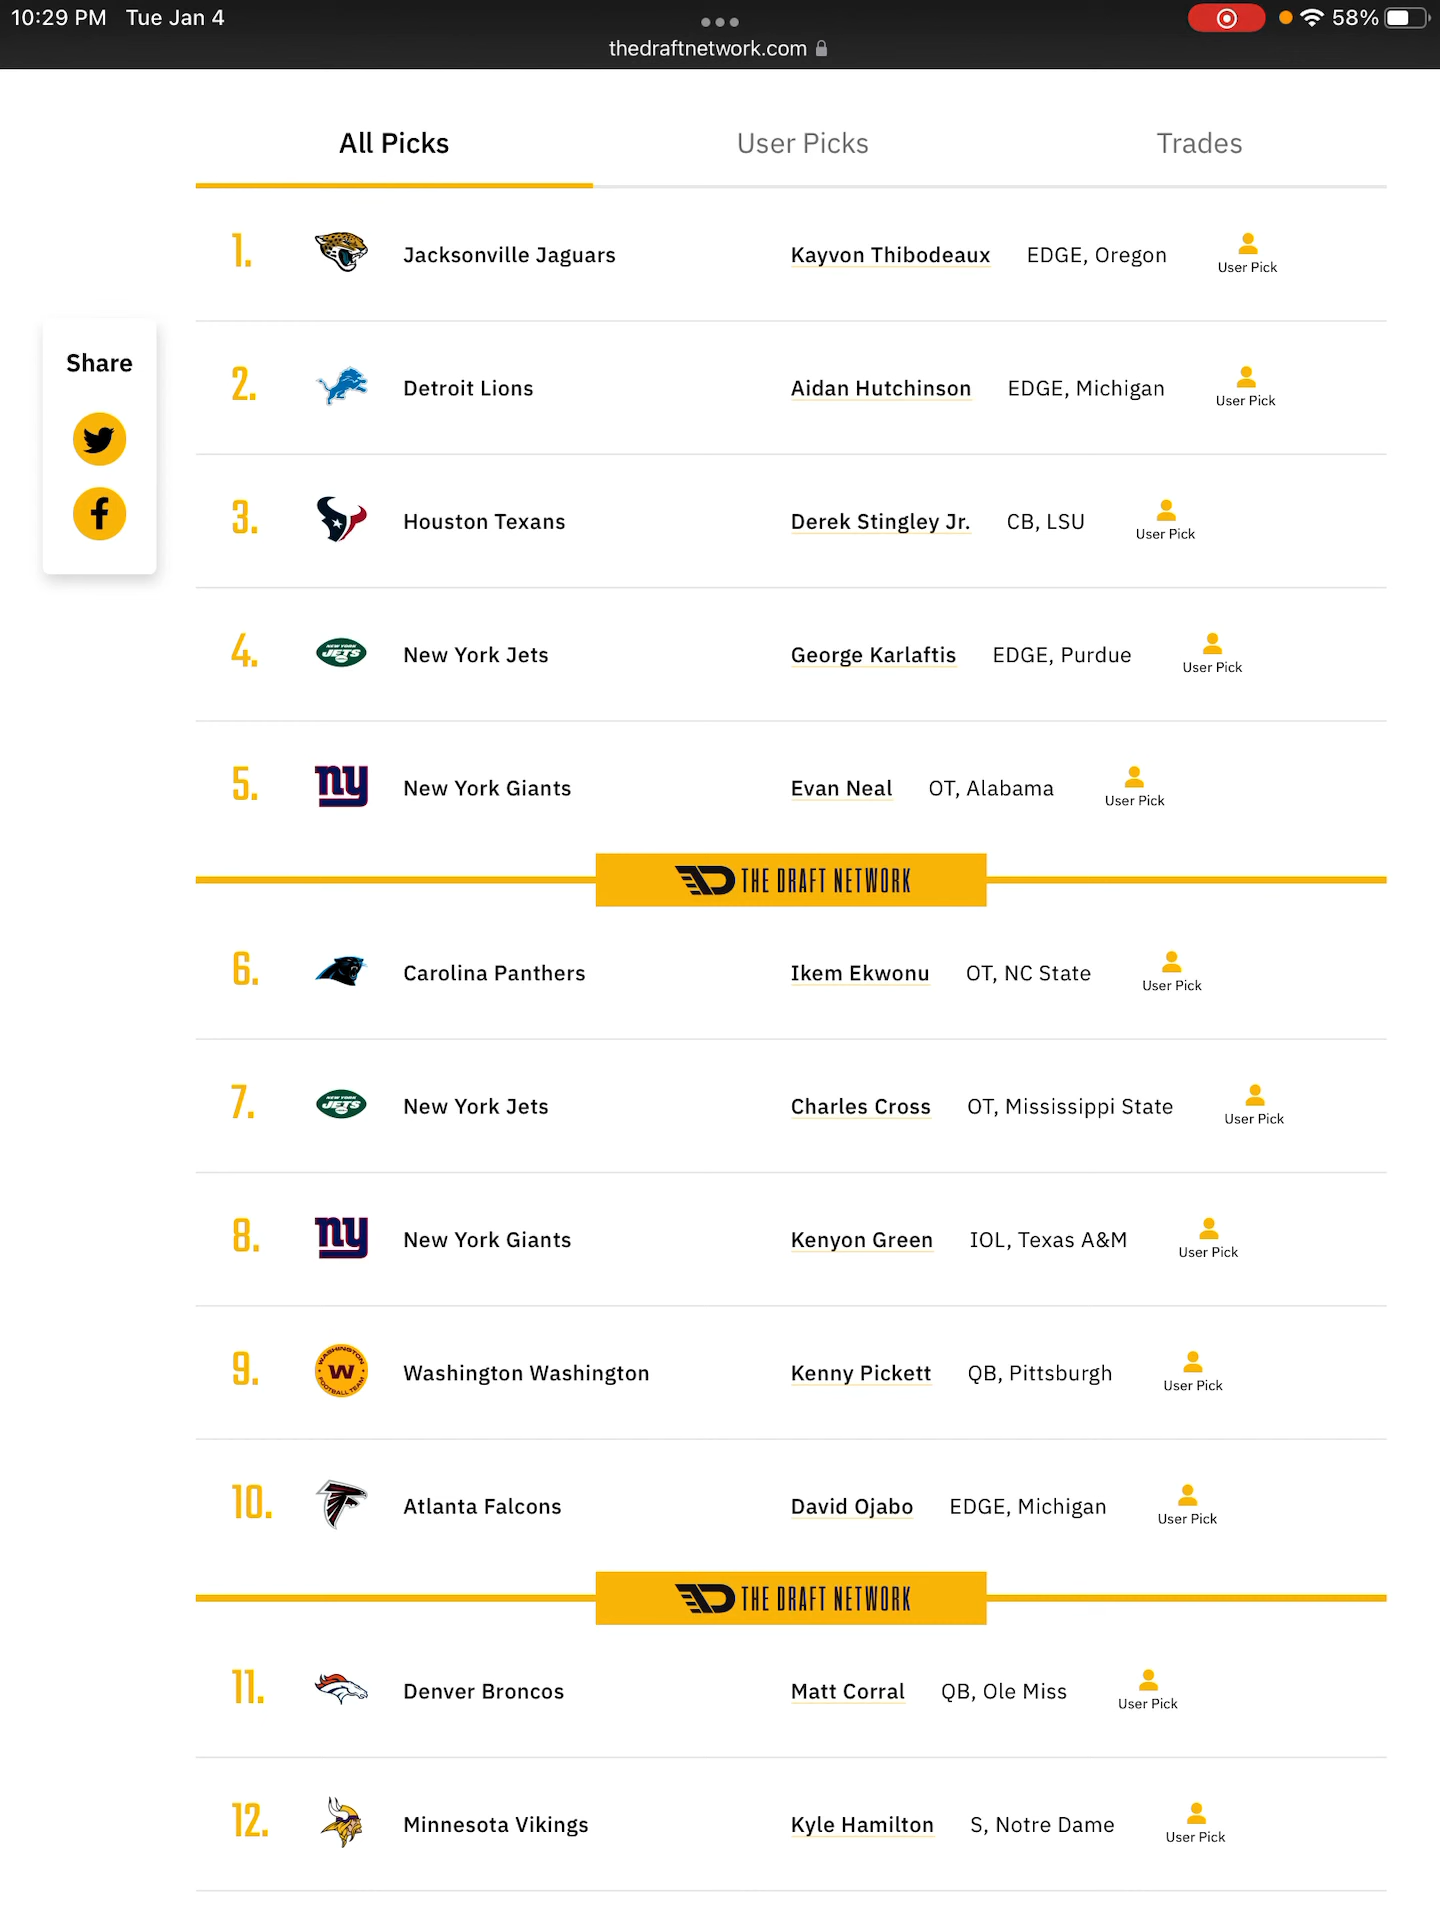 10:29 PM Tue Jan 4
58%
thedraftnetwork.com
All Picks User Picks Trades
1. Jacksonville Jaguars Kayvon Thibodeaux EDGE, Oregon
User Pick
Share
2. Detroit Lions Aidan Hutchinson EDGE, Michigan
User Pick
3. Houston Texans Derek Stingley Jr. CB, LSU
User Pick
4. NEW YORK JETS New York Jets George Karlaftis EDGE, Purdue
User Pick
5. ny New York Giants Evan Neal OT, Alabama
User Pick
THE DRAFT NETWORK
6. Carolina Panthers Ikem Ekwonu OT, NC State
User Pick
7. NEW YORK JETS New York Jets Charles Cross OT, Mississippi State
User Pick
8. ny New York Giants Kenyon Green IOL, Texas A&M
User Pick
9. WASHINGTON W FOOTBALL TEAM Washington Washington Kenny Pickett QB, Pittsburgh
User Pick
10. Atlanta Falcons David Ojabo EDGE, Michigan
User Pick
THE DRAFT NETWORK
11. Denver Broncos Matt Corral QB, Ole Miss
User Pick
12. Minnesota Vikings Kyle Hamilton S, Notre Dame
User Pick